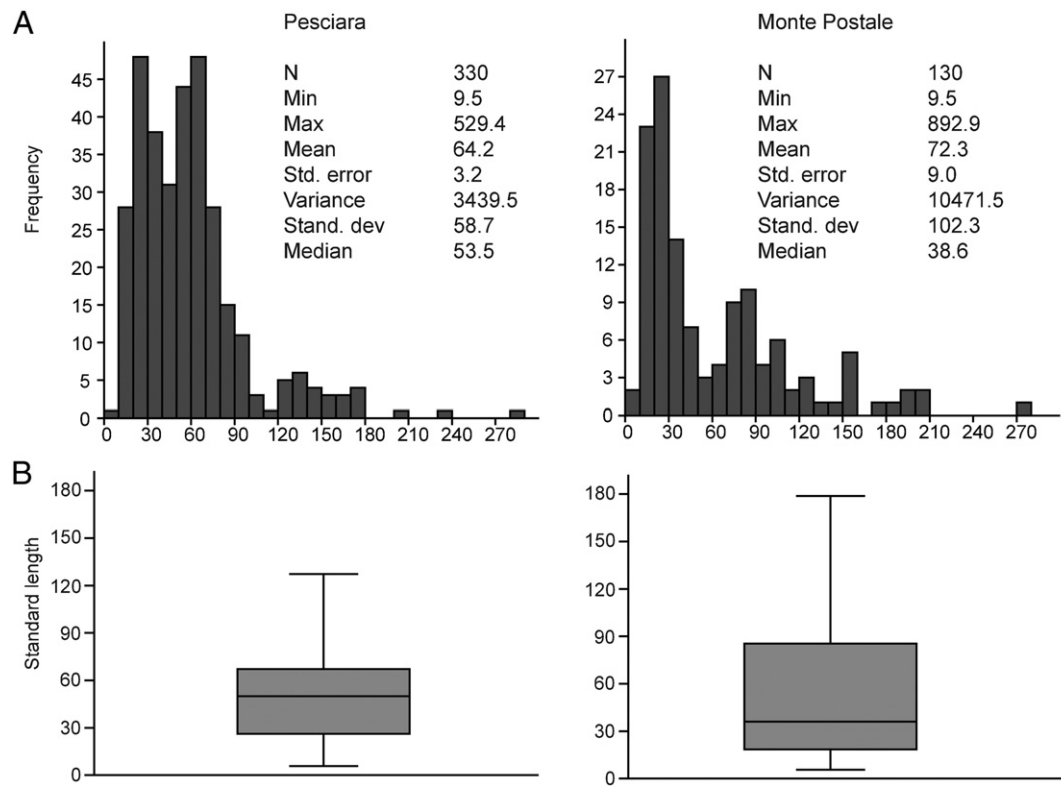 A
Pesciara
Monte Postale
Frequency
45
40
35
30
25
20
15
10
5
0
N 330
Min 9.5
Max 529.4
Mean 64.2
Std. error 3.2
Variance 3439.5
Stand. dev 58.7
Median 53.5
0 30 60 90 120 150 180 210 240 270
27
24
21
18
15
12
9
6
3
0
N 130
Min 9.5
Max 892.9
Mean 72.3
Std. error 9.0
Variance 10471.5
Stand. dev 102.3
Median 38.6
0 30 60 90 120 150 180 210 240 270
B
Standard length
180
150
120
90
60
30
0
180
150
120
90
60
30
0